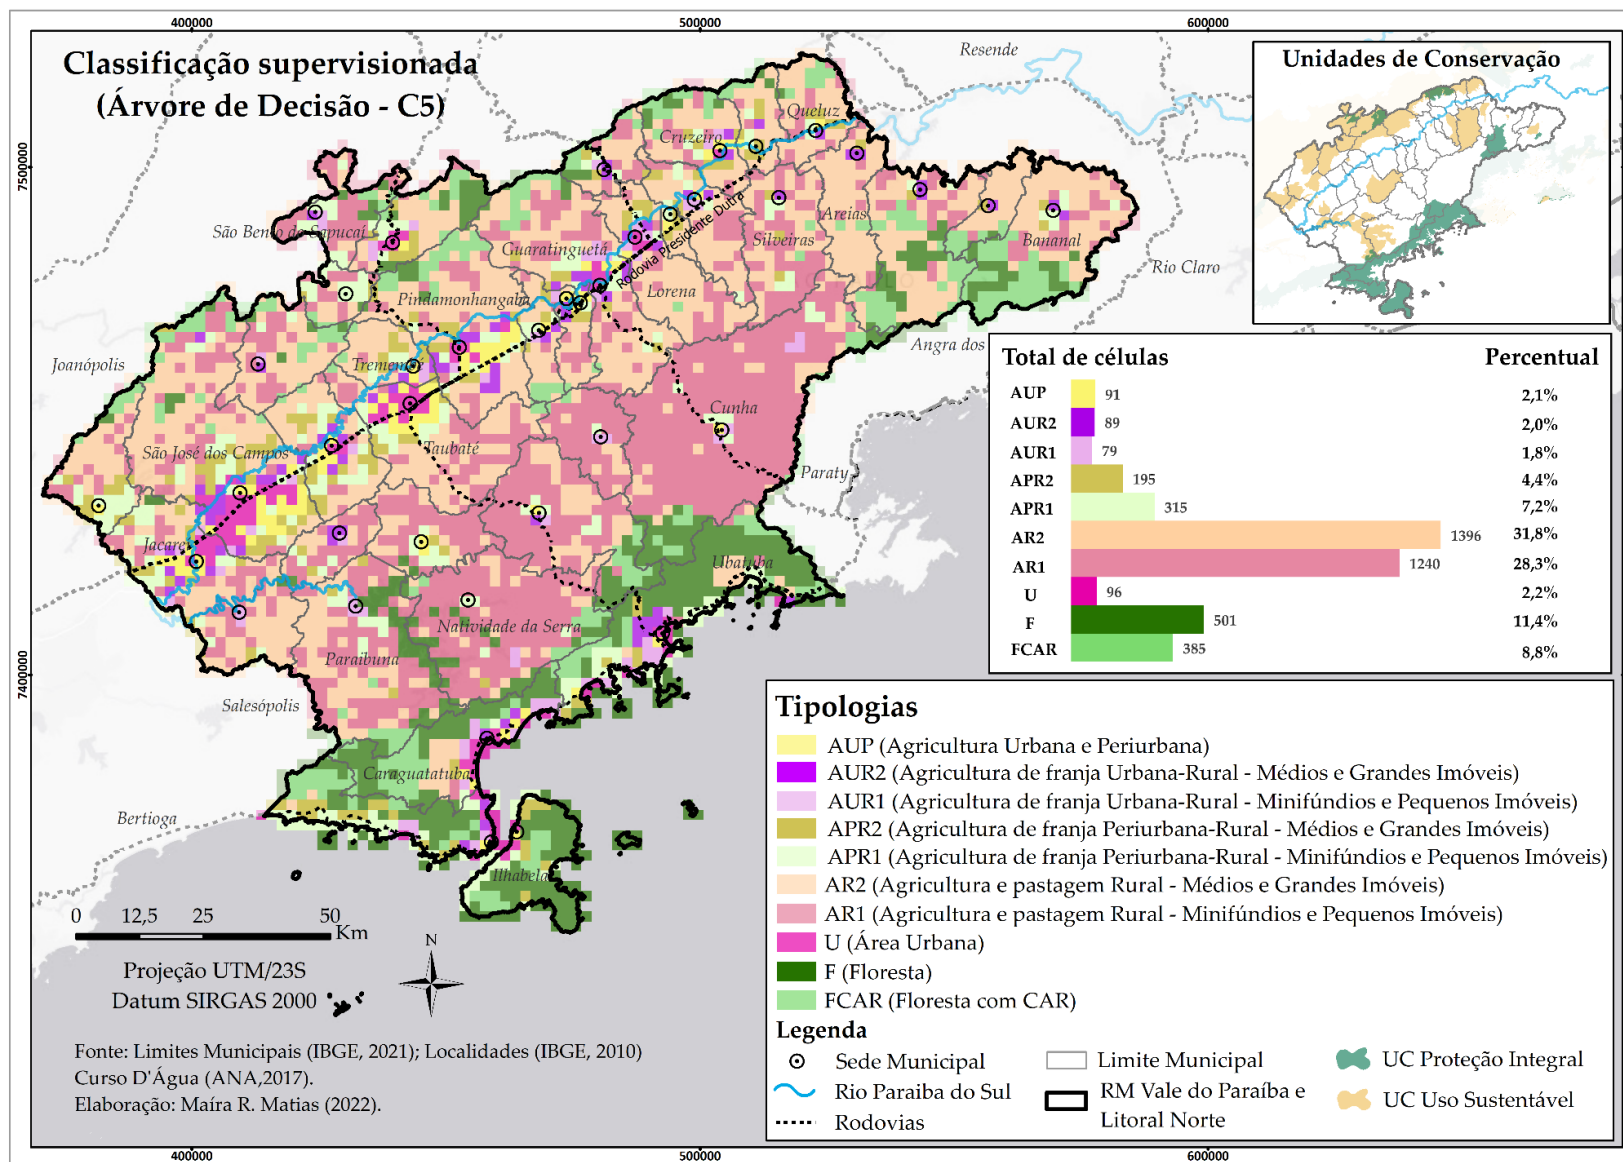 400000
500000
600000
Classificação supervisionada
(Árvore de Decisão - C5)
Resende
Unidades de Conservação
Queluz
Cruzeiro
7500000
São Bento do Sapucaí
Areias
Silveiras
Bananal
Guaratinguetá
Rodovia Presidente Dutra
Rio Claro
Pindamonhangaba
Lorena
Angra dos
Joanópolis
Tremembé
Cunha
Taubaté
São José dos Campos
Paraty
Jacareí
Ubatuba
Natividade da Serra
Paraibuna
7400000
Salesópolis
Caraguatatuba
Bertioga
Ilhabela
Total de células
Percentual
AUP 91 2,1%
AUR2 89 2,0%
AUR1 79 1,8%
APR2 195 4,4%
APR1 315 7,2%
AR2 1396 31,8%
AR1 1240 28,3%
U 96 2,2%
F 501 11,4%
FCAR 385 8,8%
Tipologias
AUP (Agricultura Urbana e Periurbana)
AUR2 (Agricultura de franja Urbana-Rural - Médios e Grandes Imóveis)
AUR1 (Agricultura de franja Urbana-Rural - Minifúndios e Pequenos Imóveis)
APR2 (Agricultura de franja Periurbana-Rural - Médios e Grandes Imóveis)
APR1 (Agricultura de franja Periurbana-Rural - Minifúndios e Pequenos Imóveis)
AR2 (Agricultura e pastagem Rural - Médios e Grandes Imóveis)
AR1 (Agricultura e pastagem Rural - Minifúndios e Pequenos Imóveis)
U (Área Urbana)
F (Floresta)
FCAR (Floresta com CAR)
Legenda
Sede Municipal
Rio Paraiba do Sul
Rodovias
Limite Municipal
RM Vale do Paraíba e
Litoral Norte
UC Proteção Integral
UC Uso Sustentável
0 12,5 25 50
Km
N
Projeção UTM/23S
Datum SIRGAS 2000
Fonte: Limites Municipais (IBGE, 2021); Localidades (IBGE, 2010)
Curso D'Água (ANA,2017).
Elaboração: Maíra R. Matias (2022).
400000
500000
600000